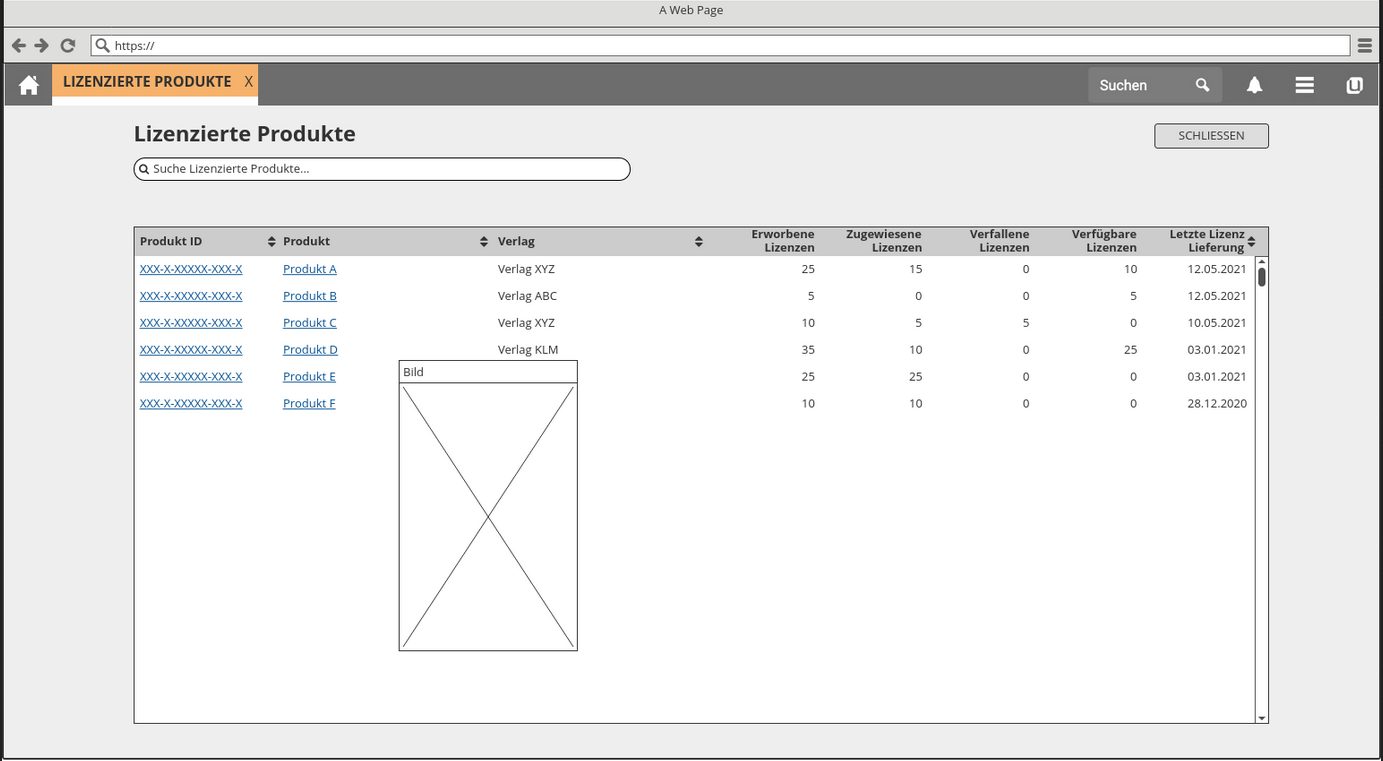 A Web Page
https://
LIZENZIERTE PRODUKTE X
Suchen
Lizenzierte Produkte
SCHLIESSEN
Suche Lizenzierte Produkte...
Produkt ID Produkt Verlag Erworbene Lizenzen Zugewiesene Lizenzen Verfallene Lizenzen Verfügbare Lizenzen Letzte Lizenz Lieferung
XXX-X-XXXXX-XXX-X Produkt A Verlag XYZ 25 15 0 10 12.05.2021
XXX-X-XXXXX-XXX-X Produkt B Verlag ABC 5 0 0 5 12.05.2021
XXX-X-XXXXX-XXX-X Produkt C Verlag XYZ 10 5 5 0 10.05.2021
XXX-X-XXXXX-XXX-X Produkt D Verlag KLM 35 10 0 25 03.01.2021
XXX-X-XXXXX-XXX-X Produkt E 25 25 0 0 03.01.2021
XXX-X-XXXXX-XXX-X Produkt F 10 10 0 0 28.12.2020
Bild